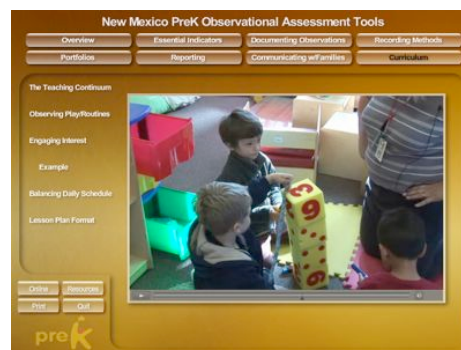 New Mexico PreK Observational Assessment Tools
Overview
Essential Indicators
Documenting Observations
Recording Methods
Portfolios
Reporting
Communicating w/Families
Curriculum
The Teaching Continuum
Observing Play/Routines
Engaging Interest
Example
Balancing Daily Schedule
Lesson Plan Format
3
6
Online
Resources
Print
Quit
preK